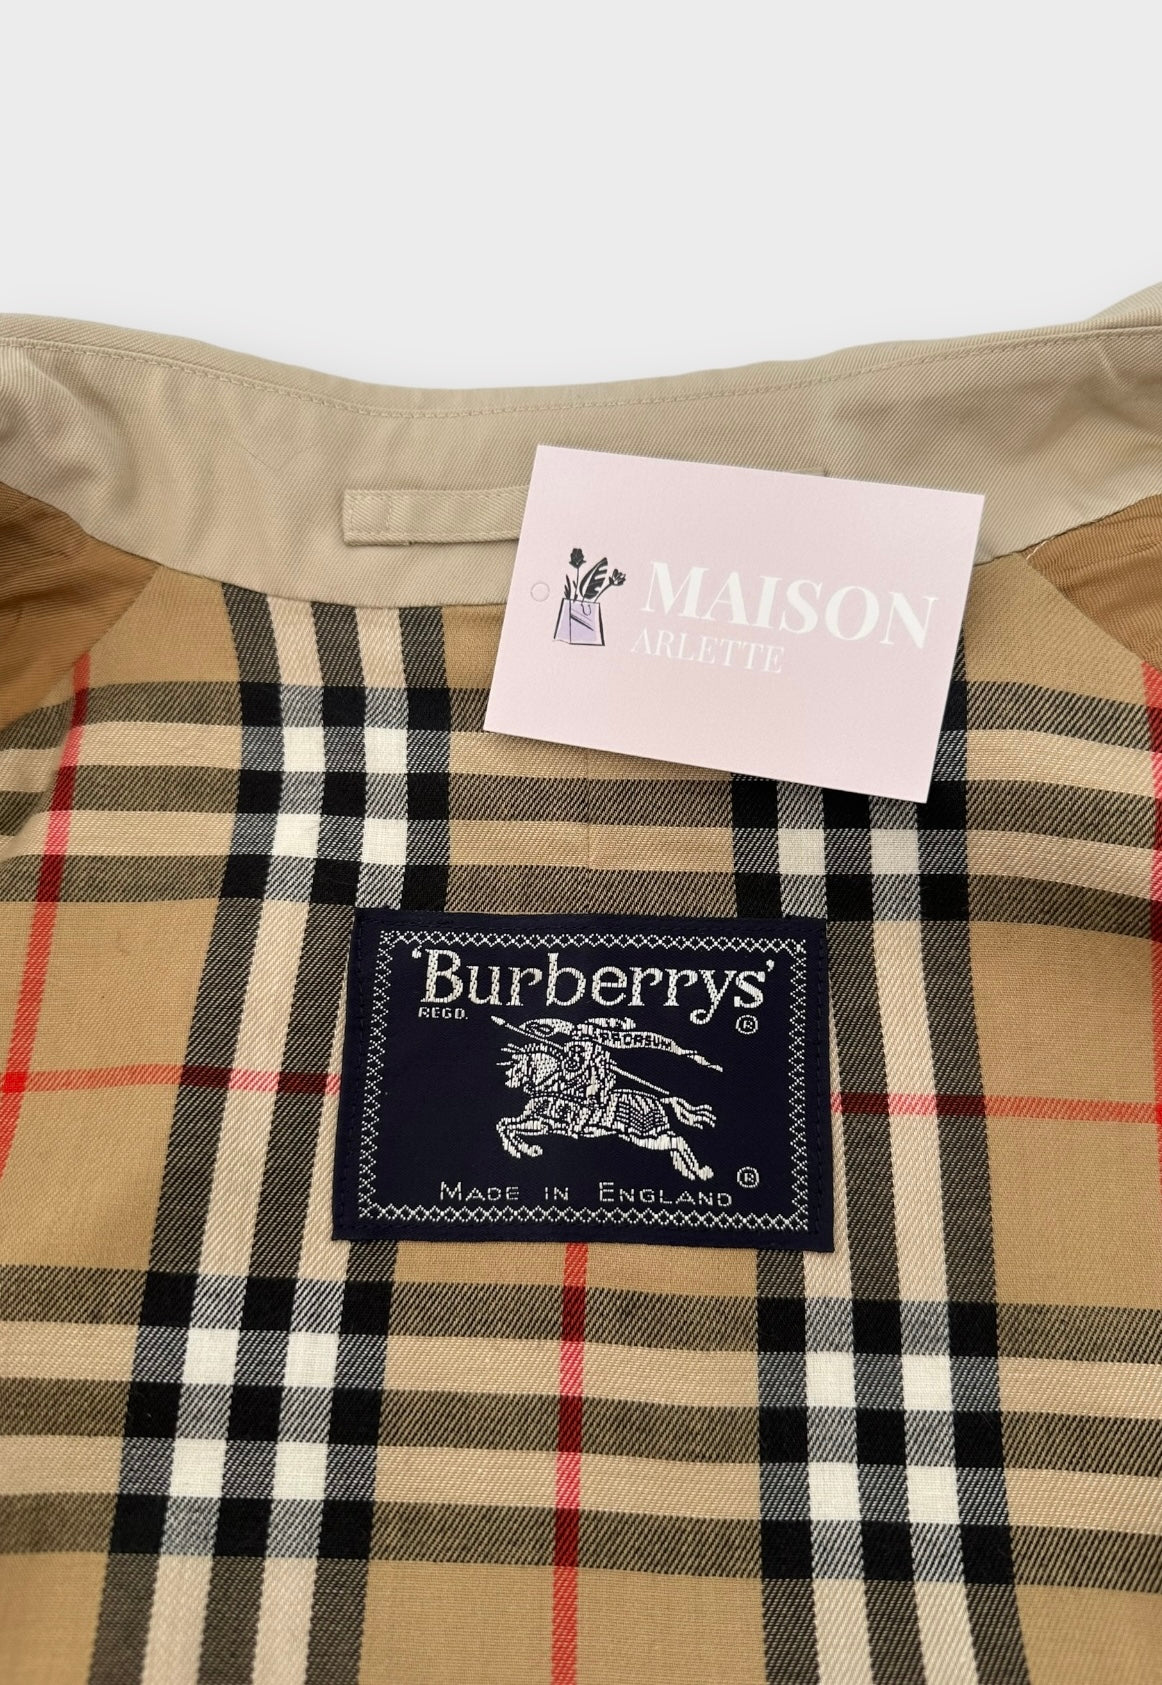 MAISON
ARLETTE
'Burberrys'
REGD.
®
PRORSUM
®
MADE IN ENGLAND